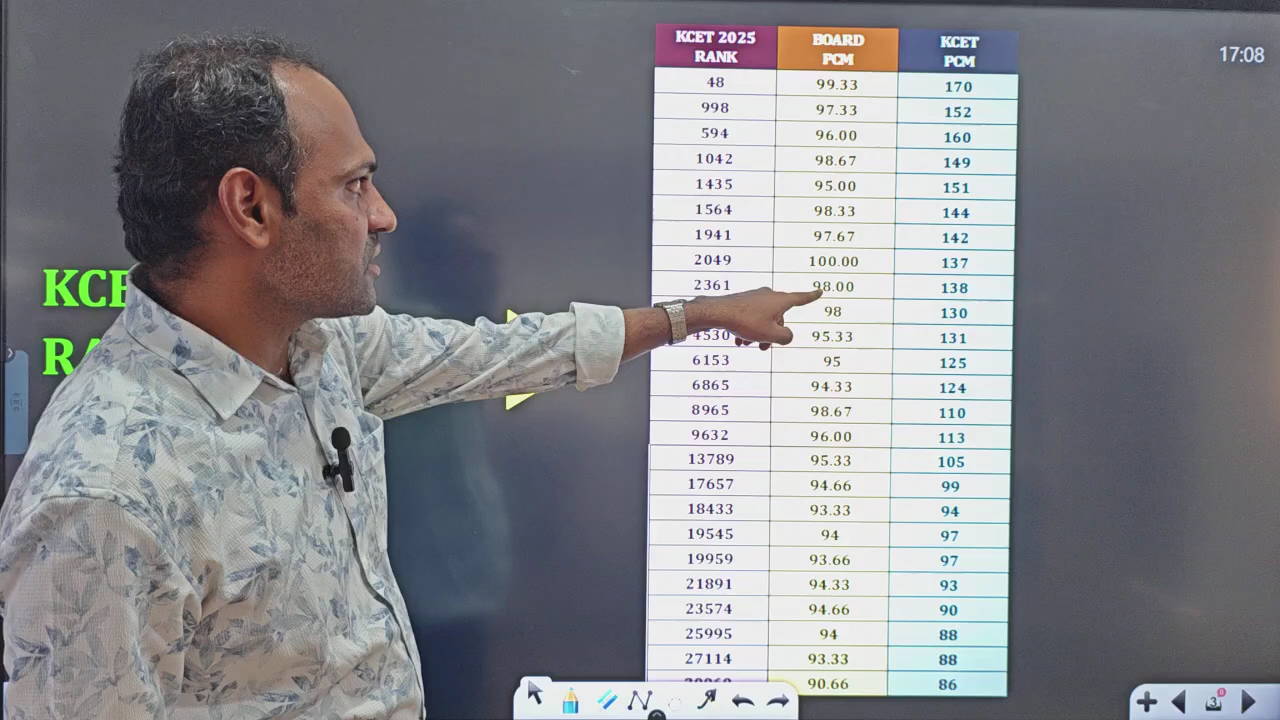 KCET 2025 RANK BOARD PCM KCET PCM
48 99.33 170
998 97.33 152
594 96.00 160
1042 98.67 149
1435 95.00 151
1564 98.33 144
1941 97.67 142
2049 100.00 137
2361 98.00 138
98 130
4530 95.33 131
6153 95 125
6865 94.33 124
8965 98.67 110
9632 96.00 113
13789 95.33 105
17657 94.66 99
18433 93.33 94
19545 94 97
19959 93.66 97
21891 94.33 93
23574 94.66 90
25995 94 88
27114 93.33 88
90.66 86
17:08
KCE
RA
3